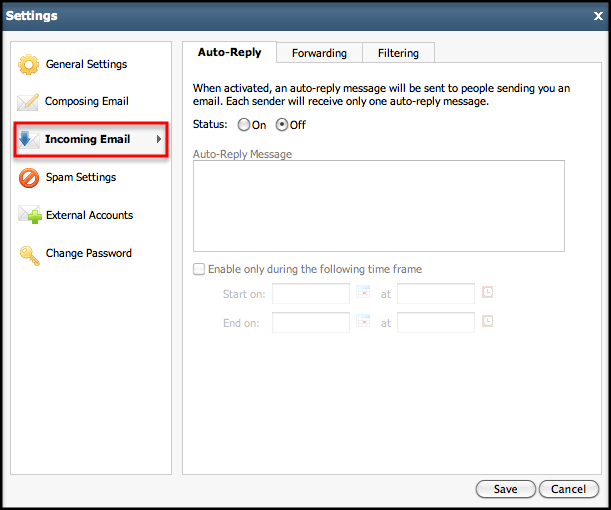 Settings
x
General Settings
Composing Email
Incoming Email
Spam Settings
External Accounts
Change Password
Auto-Reply Forwarding Filtering
When activated, an auto-reply message will be sent to people sending you an
email. Each sender will receive only one auto-reply message.
Status: On Off
Auto-Reply Message
Enable only during the following time frame
Start on: at
End on: at
Save Cancel